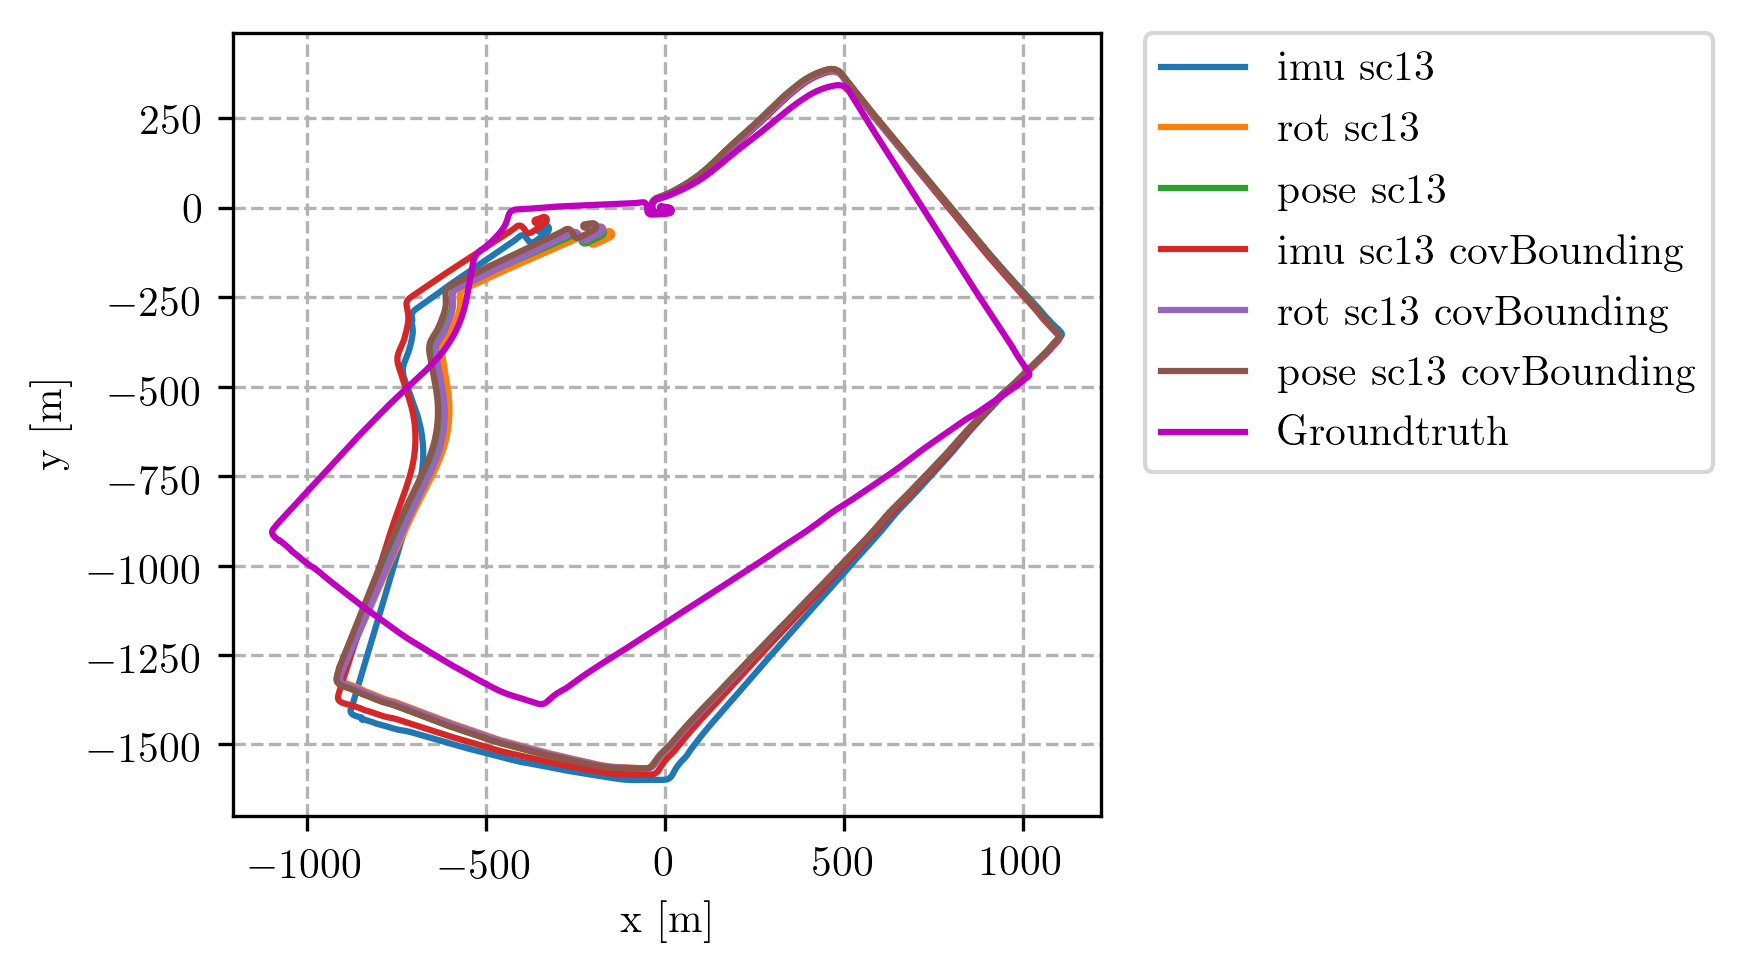 250
0
−250
−500
−750
−1000
−1250
−1500
−1000
−500
0
500
1000
x [m]
y [m]
imu sc13
rot sc13
pose sc13
imu sc13 covBounding
rot sc13 covBounding
pose sc13 covBounding
Groundtruth